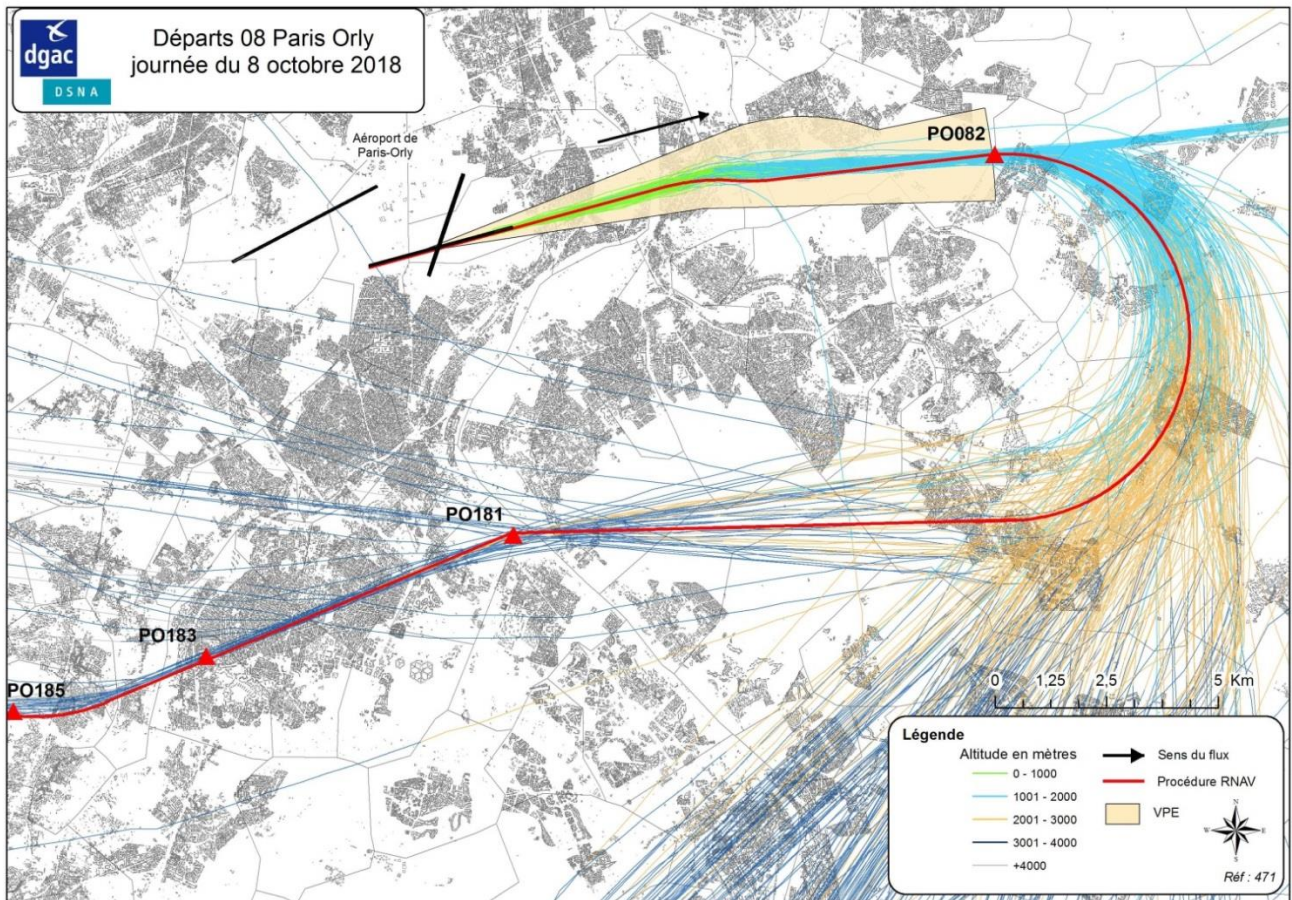 dgac
DSNA
Départs 08 Paris Orly
journée du 8 octobre 2018
Aéroport de
Paris-Orly
PO082
PO181
PO183
PO185
0 1,25 2,5 5 Km
Légende
Altitude en mètres
0 - 1000
1001 - 2000
2001 - 3000
3001 - 4000
+4000
Sens du flux
Procédure RNAV
VPE
N
W E
S
Réf : 471